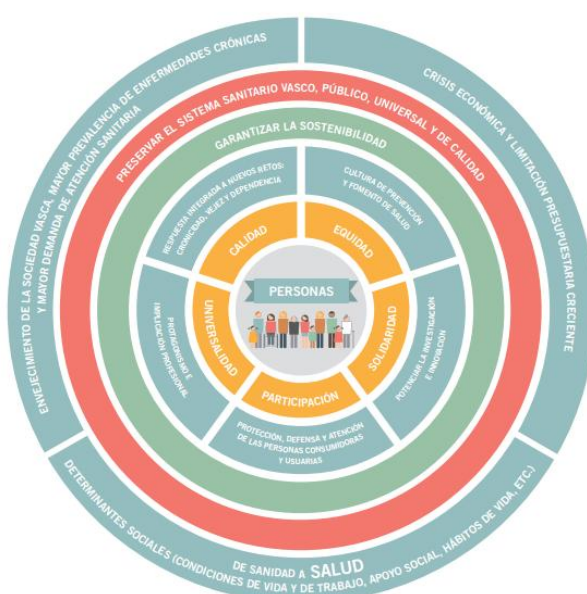 ENVEJECIMIENTO DE LA SOCIEDAD VASCA, MAYOR PREVALENCIA DE ENFERMEDADES CRÓNICAS
Y MAYOR DEMANDA DE ATENCIÓN SANITARIA
CRISIS ECONÓMICA Y LIMITACIÓN PRESUPUESTARIA CRECIENTE
PRESERVAR EL SISTEMA SANITARIO VASCO, PÚBLICO, UNIVERSAL Y DE CALIDAD
GARANTIZAR LA SOSTENIBILIDAD
RESPUESTA INTEGRADA A NUEVOS RETOS:
CRONICIDAD, VEJEZ Y DEPENDENCIA
CULTURA DE PREVENCIÓN
Y FOMENTO DE SALUD
CALIDAD
EQUIDAD
PERSONAS
UNIVERSALIDAD
SOLIDARIDAD
PARTICIPACIÓN
PROTAGONISMO E
IMPLICACIÓN PROFESIONAL
POTENCIAR LA INVESTIGACIÓN
E INNOVACIÓN
PROTECCIÓN, DEFENSA Y ATENCIÓN
DE LAS PERSONAS CONSUMIDORAS
Y USUARIAS
DE SANIDAD A SALUD
DETERMINANTES SOCIALES (CONDICIONES DE VIDA Y DE TRABAJO, APOYO SOCIAL, HÁBITOS DE VIDA, ETC.)